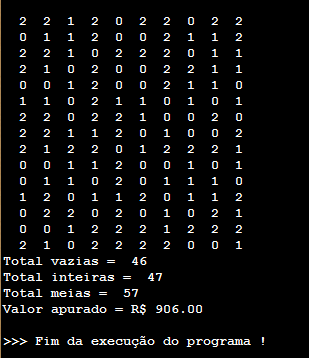 2 2 1 2 0 2 2 0 2 2
0 1 1 2 0 0 2 1 1 2
2 2 1 0 2 2 2 0 1 1
2 1 0 2 0 0 2 2 1 1
0 0 1 2 0 0 2 1 1 0
1 1 0 2 1 1 0 1 0 1
2 2 0 2 2 1 0 0 2 0
2 2 1 1 2 0 1 0 0 2
2 1 2 2 0 1 2 2 2 1
0 0 1 1 2 0 0 1 0 1
0 1 1 0 2 0 1 1 1 0
1 2 0 1 1 2 0 1 1 2
0 2 2 0 2 0 1 0 2 1
0 0 1 2 2 2 1 2 2 2
2 1 0 2 2 2 2 0 0 1
Total vazias = 46
Total inteiras = 47
Total meias = 57
Valor apurado = R$ 906.00
>>> Fim da execução do programa !